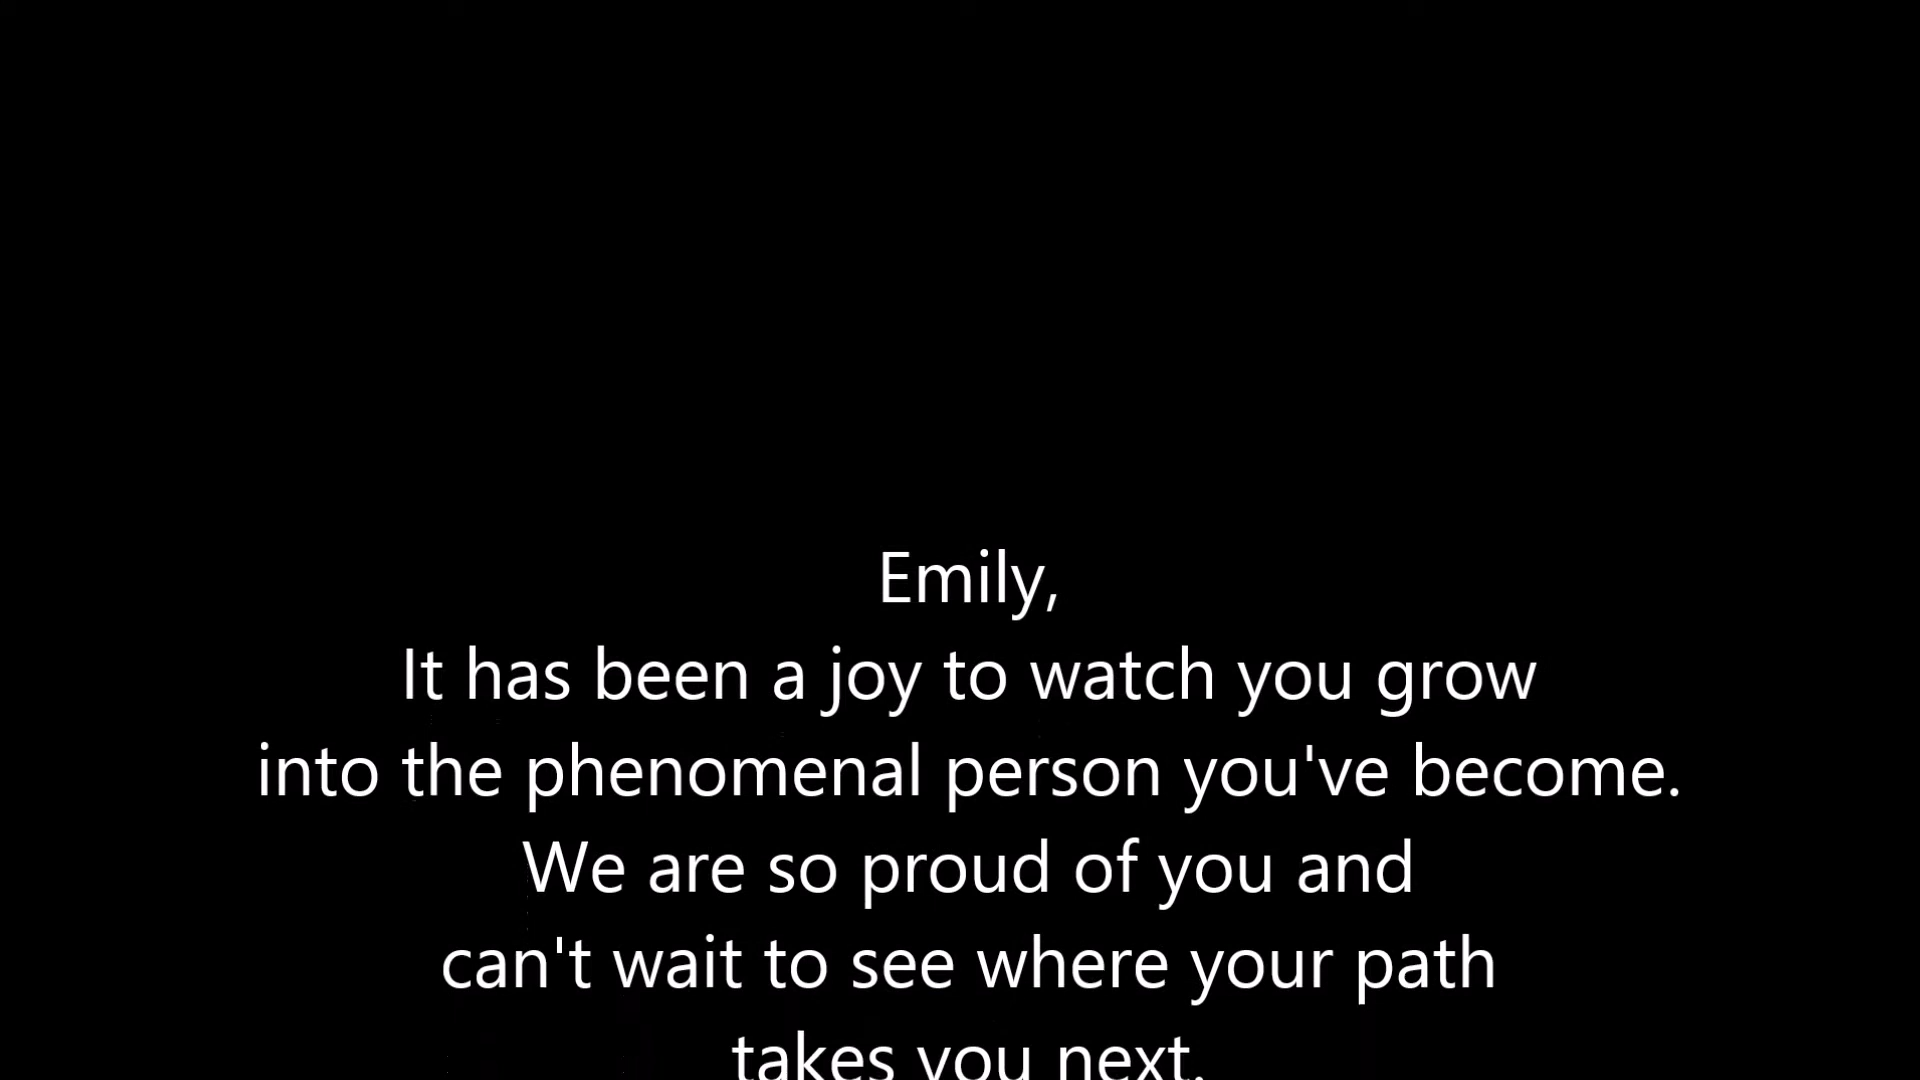 Emily,
It has been a joy to watch you grow
into the phenomenal person you've become.
We are so proud of you and
can't wait to see where your path
takes you next.